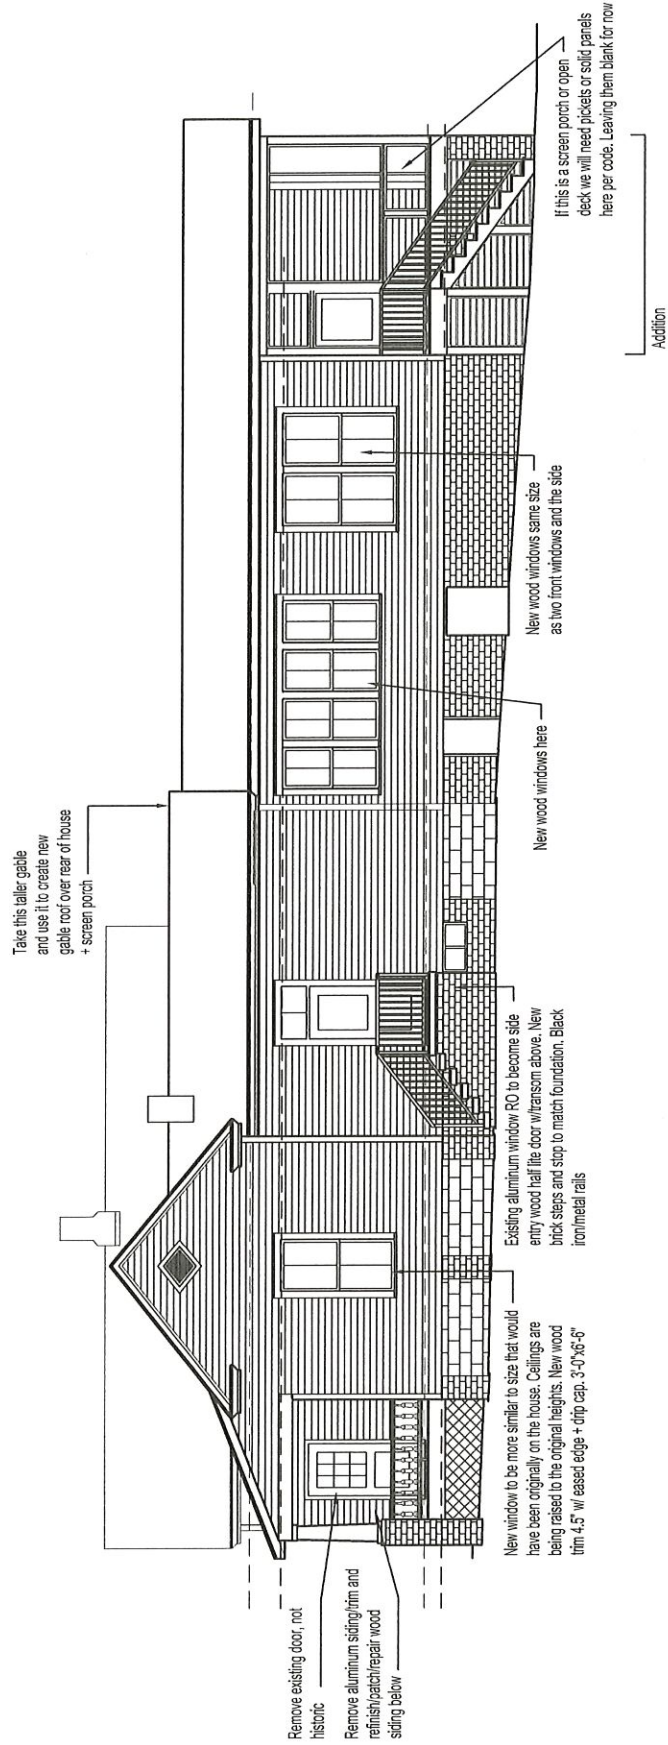 Take this taller gable
and use it to create new
gable roof over rear of house
+ screen porch
Remove existing door, not
historic
Remove aluminum siding/trim and
refinish/patch/repair wood
siding below
New window to be more similar to size that would
have been originally on the house. Ceilings are
being raised to the original heights. New wood
trim 4.5" w/ eased edge + drip cap. 3'-0"x6'-6"
Existing aluminum window RO to become side
entry wood half lite door w/transom above. New
brick steps and stop to match foundation. Black
iron/metal rails
New wood windows here
New wood windows same size
as two front windows and the side
If this is a screen porch or open
deck we will need pickets or solid panels
here per code. Leaving them blank for now
Addition